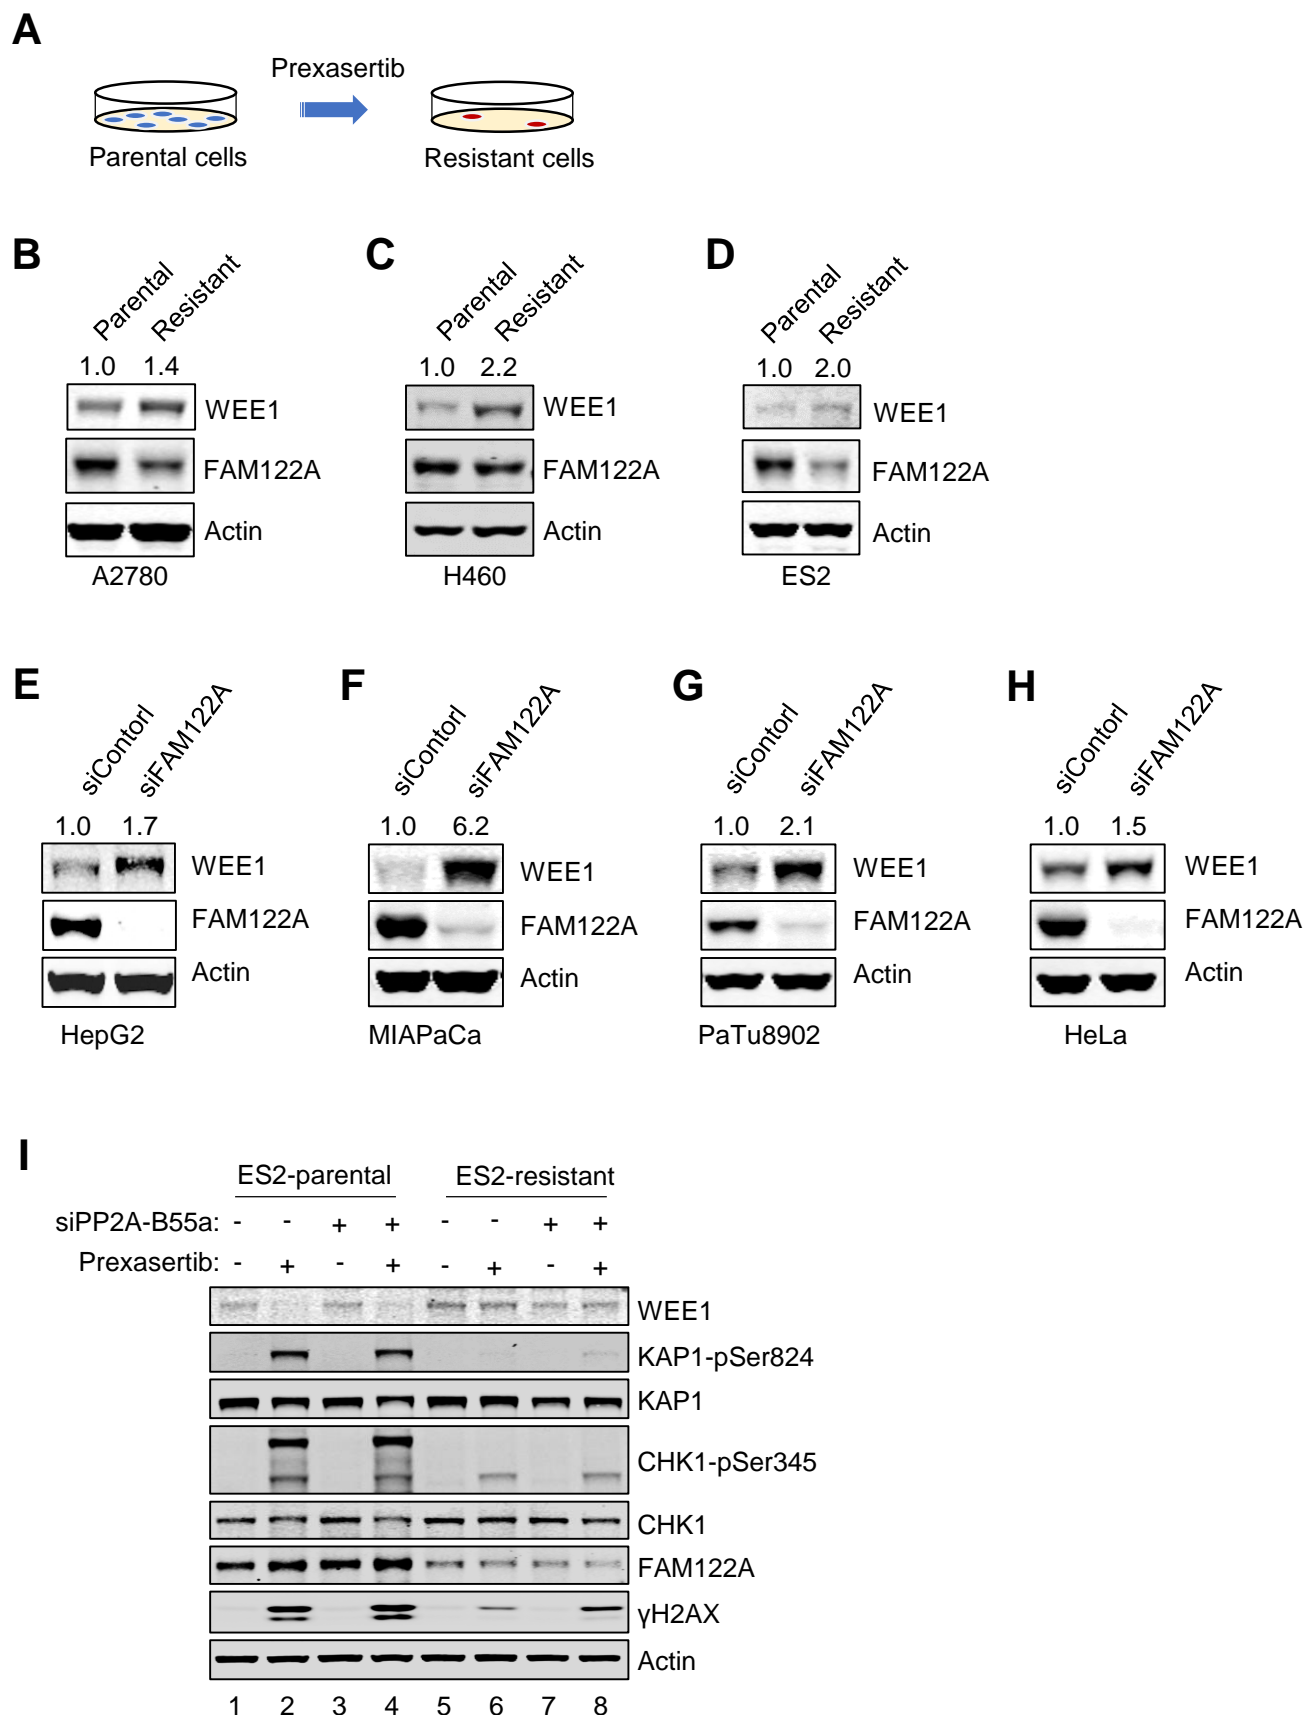 A
Prexasertib
Parental cells
Resistant cells
B
Parental
Resistant
1.0 1.4
WEE1
FAM122A
Actin
A2780
C
Parental
Resistant
1.0 2.2
WEE1
FAM122A
Actin
H460
D
Parental
Resistant
1.0 2.0
WEE1
FAM122A
Actin
ES2
E
siContorl
siFAM122A
1.0 1.7
WEE1
FAM122A
Actin
HepG2
F
siControl
siFAM122A
1.0 6.2
WEE1
FAM122A
Actin
MIAPaCa
G
siControl
siFAM122A
1.0 2.1
WEE1
FAM122A
Actin
PaTu8902
H
siContorl
siFAM122A
1.0 1.5
WEE1
FAM122A
Actin
HeLa
I
ES2-parental ES2-resistant
siPP2A-B55a: - - + + - - + +
Prexasertib: - + - + - + - +
WEE1
KAP1-pSer824
KAP1
CHK1-pSer345
CHK1
FAM122A
γH2AX
Actin
1 2 3 4 5 6 7 8